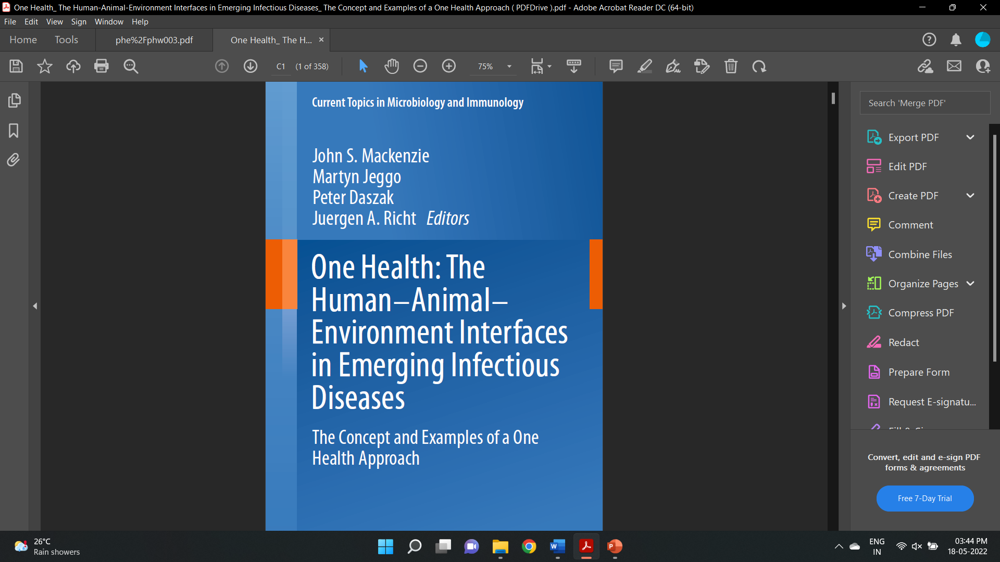 One Health_ The Human-Animal-Environment Interfaces in Emerging Infectious Diseases_ The Concept and Examples of a One Health Approach ( PDFDrive ).pdf - Adobe Acrobat Reader DC (64-bit)
File Edit View Sign Window Help
Home Tools phe%2Fphw003.pdf One Health_ The H... ×
C1 (1 of 358) 75%
Current Topics in Microbiology and Immunology
John S. Mackenzie
Martyn Jeggo
Peter Daszak
Juergen A. Richt Editors
One Health: The
Human–Animal–
Environment Interfaces
in Emerging Infectious
Diseases
The Concept and Examples of a One
Health Approach
Search 'Merge PDF'
Export PDF
Edit PDF
Create PDF
Comment
Combine Files
Organize Pages
Compress PDF
Redact
Prepare Form
Request E-signatu...
Convert, edit and e-sign PDF
forms & agreements
Free 7-Day Trial
26°C
Rain showers
ENG
IN
03:44 PM
18-05-2022